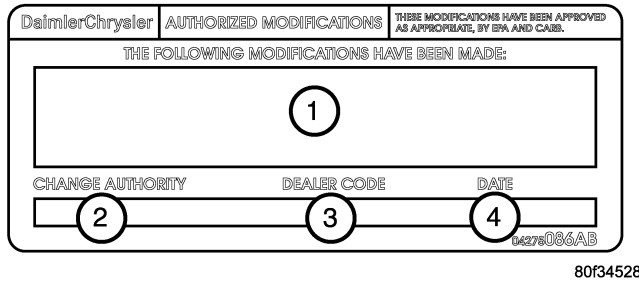 DaimlerChrysler AUTHORIZED MODIFICATIONS THESE MODIFICATIONS HAVE BEEN APPROVED
AS APPROPRIATE, BY EPA AND CARB.
THE FOLLOWING MODIFICATIONS HAVE BEEN MADE:
1
CHANGE AUTHORITY DEALER CODE DATE
2 3 4
04275086AB
80f34528